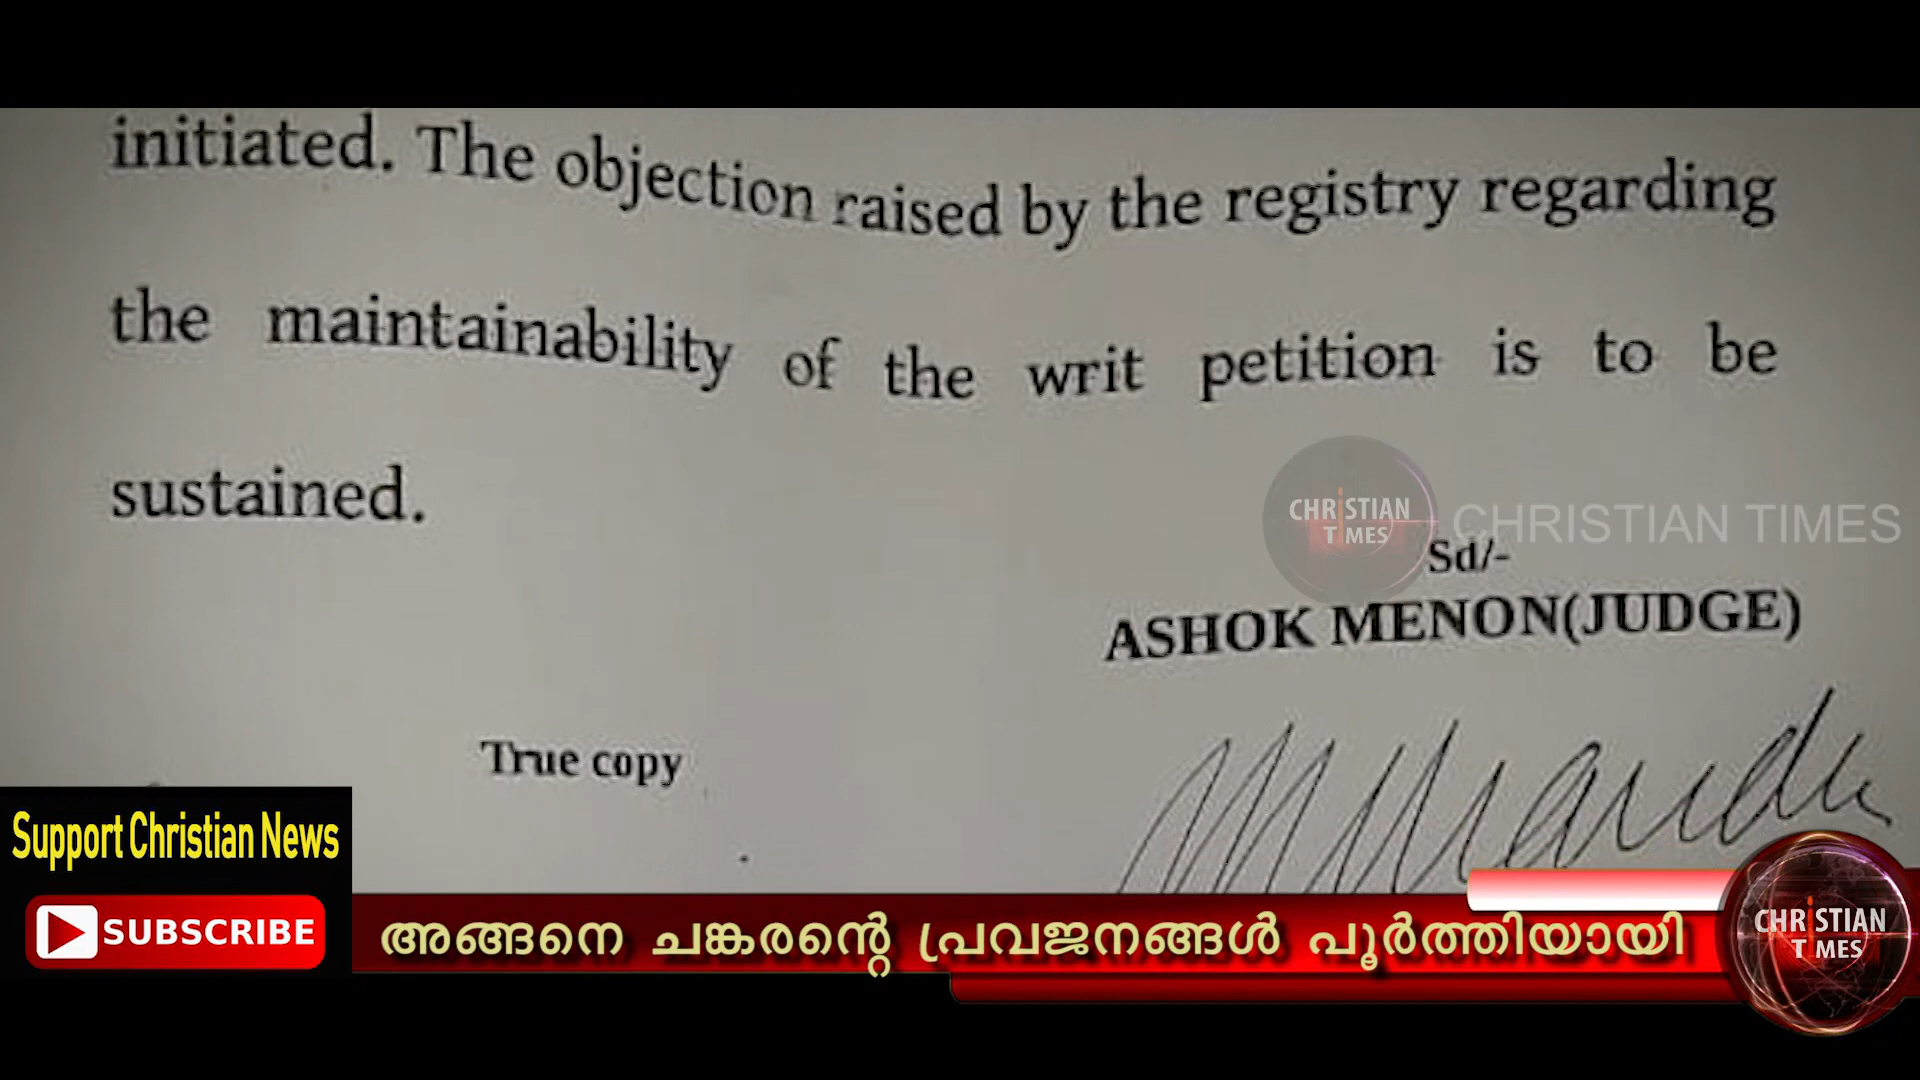 initiated. The objection raised by the registry regarding
the maintainability of the writ petition is to be
sustained.
CHRISTIAN TIMES
CHRISTIAN TIMES
Sd/-
ASHOK MENON(JUDGE)
True copy
Support Christian News
SUBSCRIBE
അങ്ങനെ ചങ്കരന്റെ പ്രവജനങ്ങൾ പൂർത്തിയായി
CHRISTIAN
TIMES